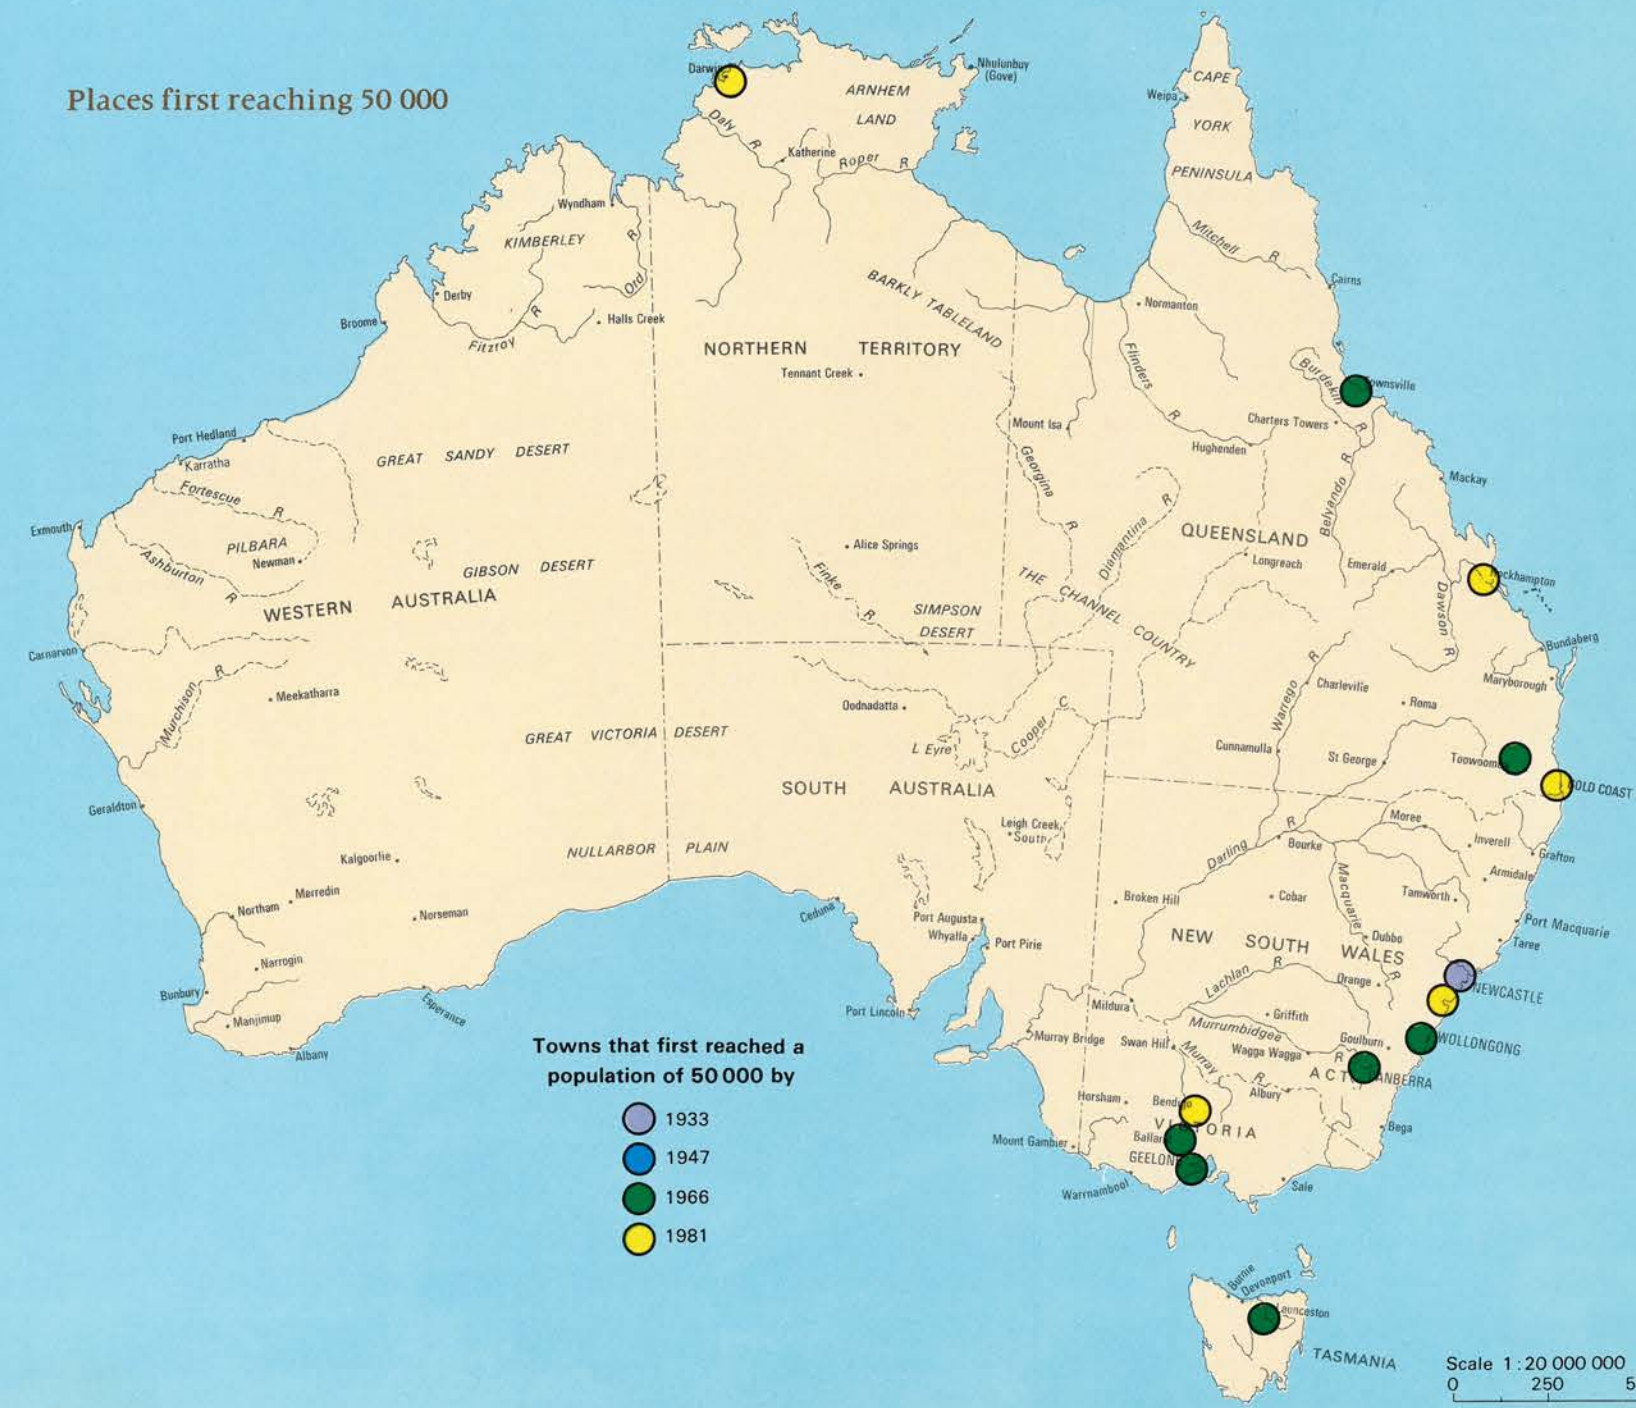 Places first reaching 50 000
Nhulunbuy
(Gove)
ARNHEM
LAND
CAPE
YORK
PENINSULA
Weipa
Daly R
Katherine
Roper R
Wyndham
KIMBERLEY
Ord R
Derby
Broome
Fitzroy R
Halls Creek
Mitchell R
Cairns
Normanton
BARKLY TABLELAND
NORTHERN TERRITORY
Tennant Creek
Flinders R
Burdekin R
Charters Towers
Mount Isa
Hughenden
Port Hedland
Karratha
GREAT SANDY DESERT
Fortescue R
Georgina R
Diamantina R
Belyando R
Mackay
Exmouth
PILBARA
Newman
Ashburton R
GIBSON DESERT
Alice Springs
QUEENSLAND
Longreach
Emerald
WESTERN AUSTRALIA
Finke R
SIMPSON
DESERT
THE CHANNEL COUNTRY
Dawson R
Bundaberg
Maryborough
Carnarvon
Murchison R
Meekatharra
Oodnadatta
Cooper C
L Eyre
Warrego R
Charleville
Roma
GREAT VICTORIA DESERT
Cunnamulla
St George
SOUTH AUSTRALIA
Geraldton
Leigh Creek
South
Moree
Inverell
Grafton
Darling R
Bourke
Armidale
Kalgoorlie
NULLARBOR PLAIN
Merredin
Northam
Norseman
Ceduna
Port Augusta
Whyalla
Port Pirie
Broken Hill
Cobar
Macquarie R
Tamworth
Port Macquarie
Taree
Dubbo
NEW SOUTH WALES
Narrogin
Bunbury
Manjimup
Albany
Esperance
Port Lincoln
Lachlan R
Orange
NEWCASTLE
Mildura
Griffith
Murrumbidgee R
Murray Bridge
Swan Hill
Murray R
Wagga Wagga
Goulburn
WOLLONGONG
A C T
Albury
Horsham
Bega
Mount Gambier
Warrnambool
Sale
Towns that first reached a
population of 50 000 by
1933
1947
1966
1981
Burnie
Devonport
TASMANIA
Scale 1 : 20 000 000
0 250